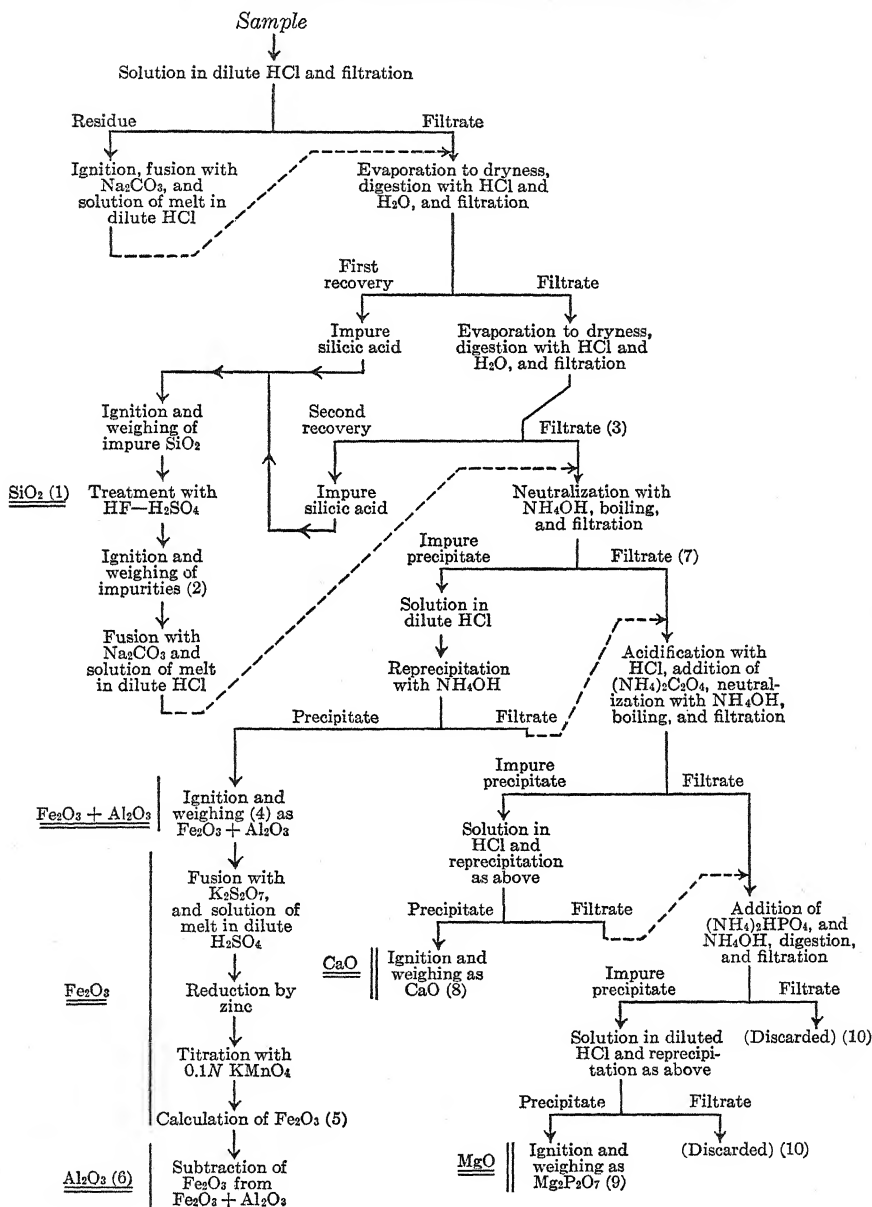 Sample
Solution in dilute HCl and filtration
Residue
Filtrate
Ignition, fusion with
Na2CO3, and
solution of melt in
dilute HCl
Evaporation to dryness,
digestion with HCl and
H2O, and filtration
First
recovery
Filtrate
Impure
silicic acid
Evaporation to dryness,
digestion with HCl and
H2O, and filtration
Ignition and
weighing of
impure SiO2
Second
recovery
Filtrate (3)
SiO2 (1)
Treatment with
HF—H2SO4
Impure
silicic acid
Neutralization with
NH4OH, boiling,
and filtration
Ignition and
weighing of
impurities (2)
Impure
precipitate
Filtrate (7)
Solution in
dilute HCl
Fusion with
Na2CO3 and
solution of melt
in dilute HCl
Reprecipitation
with NH4OH
Acidification with
HCl, addition of
(NH4)2C2O4, neutral-
ization with NH4OH,
boiling, and filtration
Precipitate
Filtrate
Impure
precipitate
Filtrate
Fe2O3 + Al2O3
Ignition and
weighing (4) as
Fe2O3 + Al2O3
Solution in
HCl and
reprecipitation
as above
Fusion with
K2S2O7,
and solution of
melt in dilute
H2SO4
Precipitate
Filtrate
Addition of
(NH4)2HPO4, and
NH4OH, digestion,
and filtration
CaO
Ignition and
weighing as
CaO (8)
Fe2O3
Reduction by
zinc
Impure
precipitate
Filtrate
Titration with
0.1N KMnO4
Solution in diluted
HCl and reprecipi-
tation as above
(Discarded) (10)
Calculation of Fe2O3 (5)
Precipitate
Filtrate
Al2O3 (6)
Subtraction of
Fe2O3 from
Fe2O3 + Al2O3
MgO
Ignition and
weighing as
Mg2P2O7 (9)
(Discarded) (10)